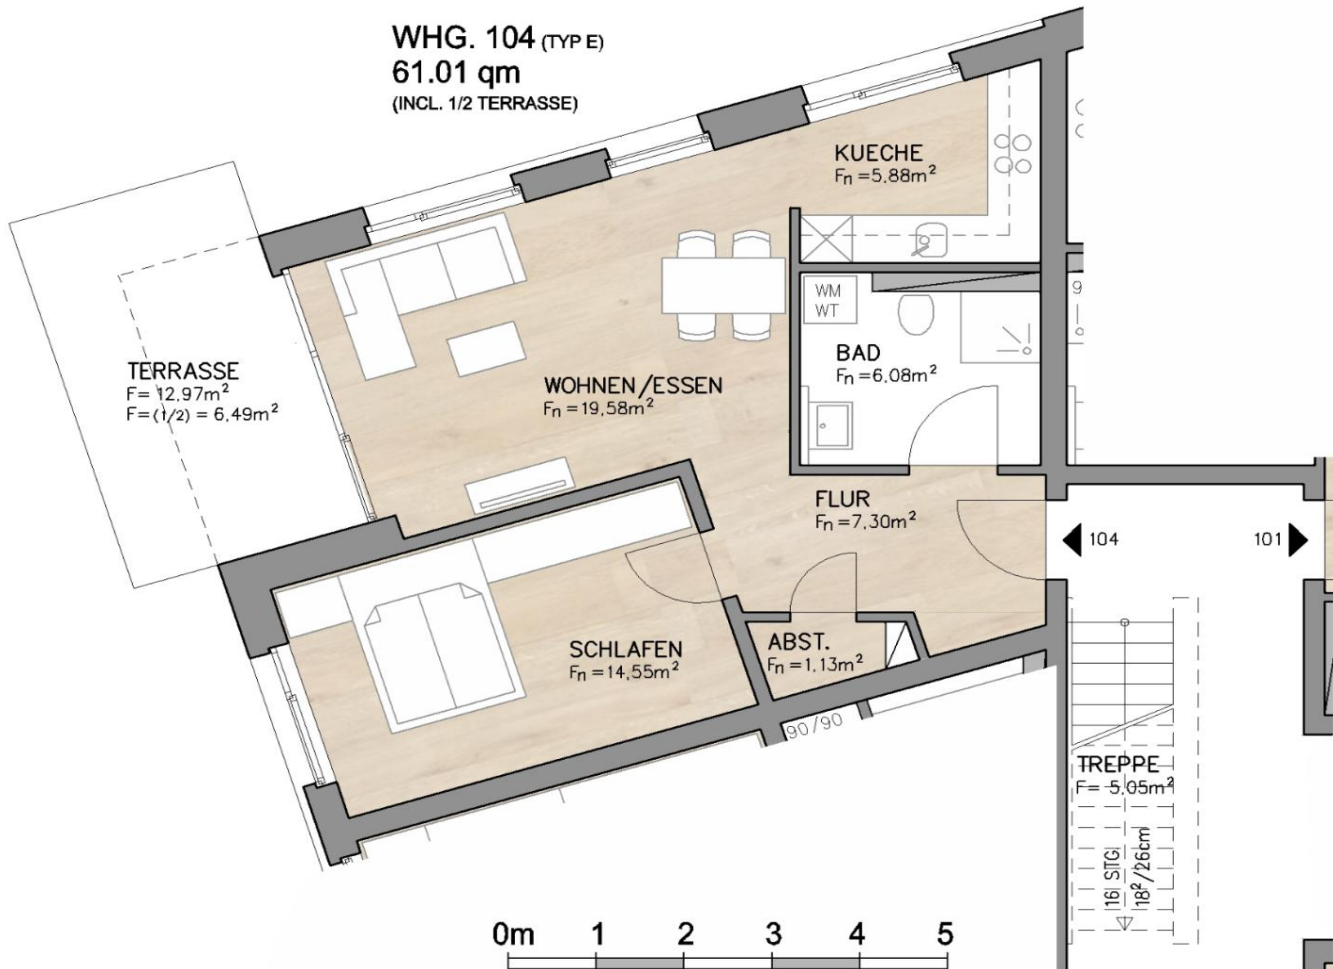 WHG. 104 (TYP E)
61.01 qm
(INCL. 1/2 TERRASSE)
KUECHE
Fn =5,88m²
WM
WT
BAD
Fn =6,08m²
TERRASSE
F= 12,97m²
F=(1/2) = 6,49m²
WOHNEN/ESSEN
Fn =19,58m²
FLUR
Fn =7,30m²
104
101
SCHLAFEN
Fn =14,55m²
ABST.
Fn =1,13m²
90/90
TREPPE
F= 5,05m²
16 STG
18²/26cm
0m 1 2 3 4 5
9